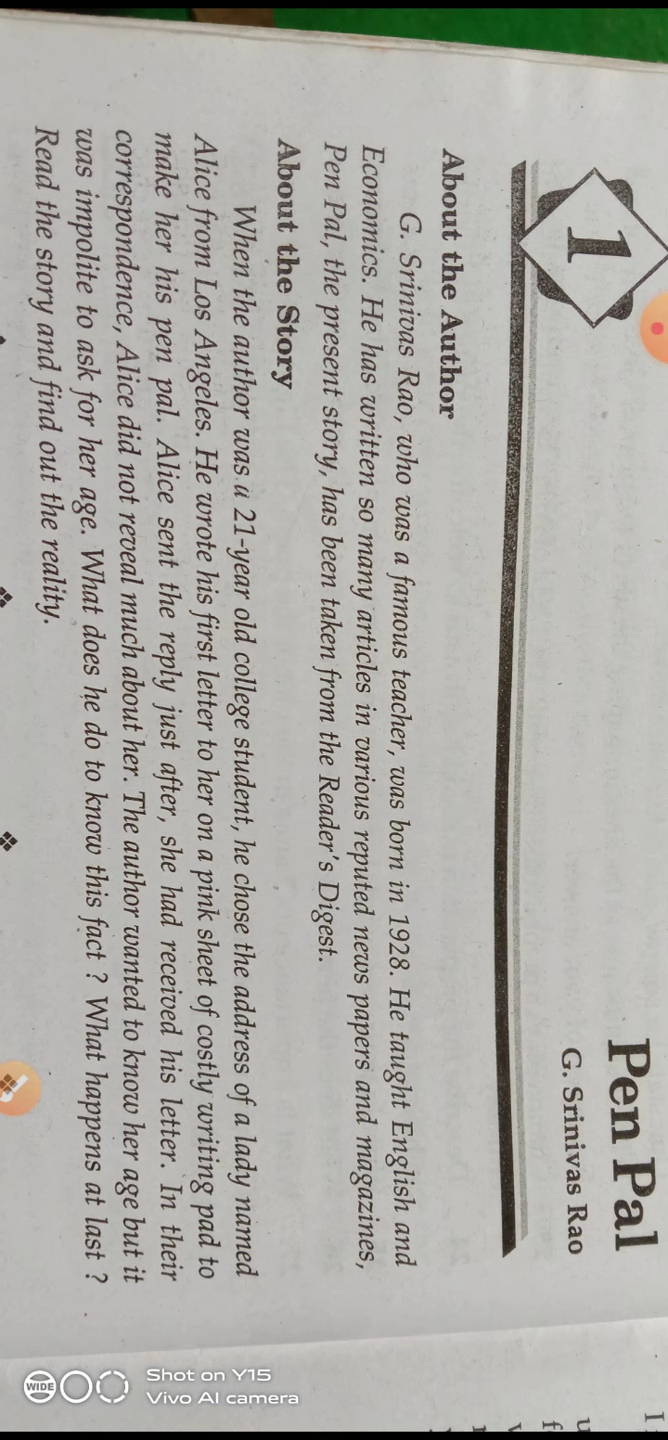 1
Pen Pal
G. Srinivas Rao
About the Author
G. Srinivas Rao, who was a famous teacher, was born in 1928. He taught English and
Economics. He has written so many articles in various reputed news papers and magazines,
Pen Pal, the present story, has been taken from the Reader's Digest.
About the Story
When the author was a 21-year old college student, he chose the address of a lady named
Alice from Los Angeles. He wrote his first letter to her on a pink sheet of costly writing pad to
make her his pen pal. Alice sent the reply just after, she had received his letter. In their
correspondence, Alice did not reveal much about her. The author wanted to know her age but it
was impolite to ask for her age. What does he do to know this fact ? What happens at last ?
Read the story and find out the reality.
WIDE
Shot on Y15
Vivo AI camera